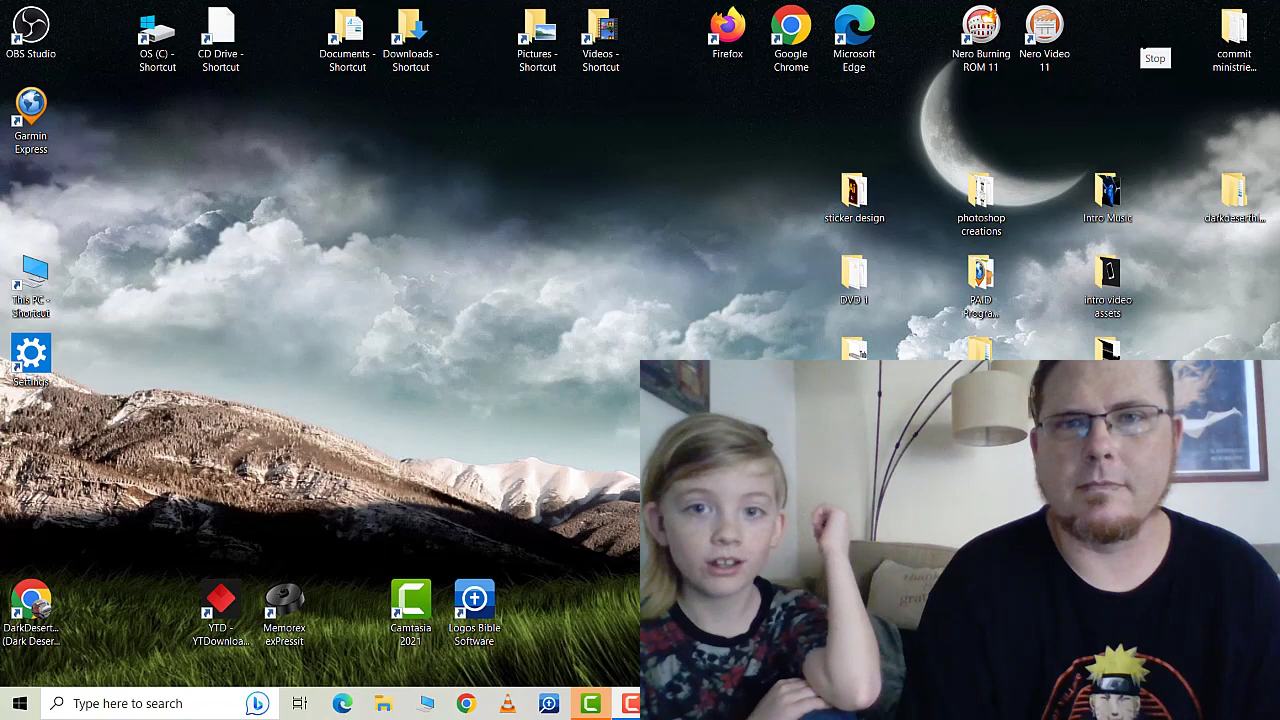 OBS Studio
OS (C) -
Shortcut
CD Drive -
Shortcut
Documents -
Shortcut
Downloads -
Shortcut
Pictures -
Shortcut
Videos -
Shortcut
Firefox
Google
Chrome
Microsoft
Edge
Nero Burning
ROM 11
Nero Video
11
Stop
commit
ministrie...
Garmin
Express
sticker design
photoshop
creations
Intro Music
darkdeserthi...
This PC -
Shortcut
DVD 1
PAID
Progra...
intro video
assets
Settings
DarkDesert...
(Dark Deser...
YTD -
YTDownloa...
Memorex
exPressit
Camtasia
2021
Logos Bible
Software
Type here to search